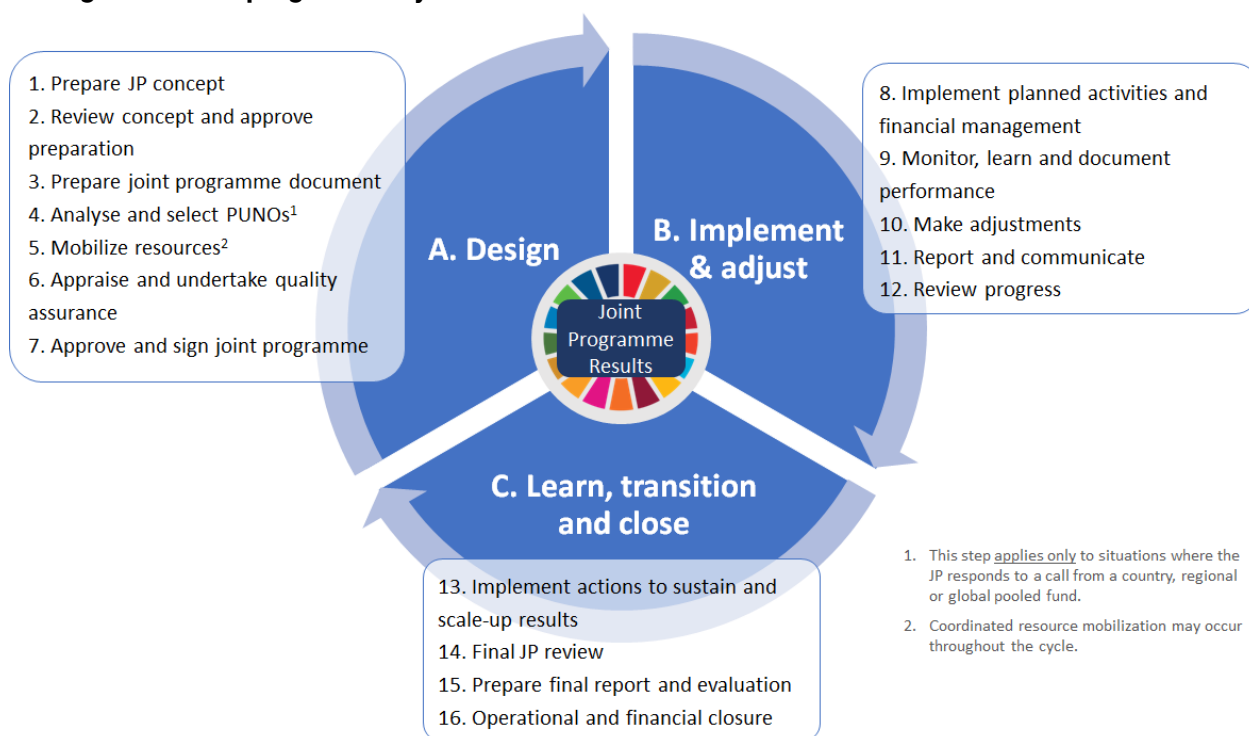 1. Prepare JP concept
2. Review concept and approve
preparation
3. Prepare joint programme document
4. Analyse and select PUNOs1
5. Mobilize resources2
6. Appraise and undertake quality
assurance
7. Approve and sign joint programme
A. Design
B. Implement
& adjust
8. Implement planned activities and
financial management
9. Monitor, learn and document
performance
10. Make adjustments
11. Report and communicate
12. Review progress
Joint
Programme
Results
C. Learn, transition
and close
13. Implement actions to sustain and
scale-up results
14. Final JP review
15. Prepare final report and evaluation
16. Operational and financial closure
1. This step applies only to situations where the
JP responds to a call from a country, regional
or global pooled fund.
2. Coordinated resource mobilization may occur
throughout the cycle.